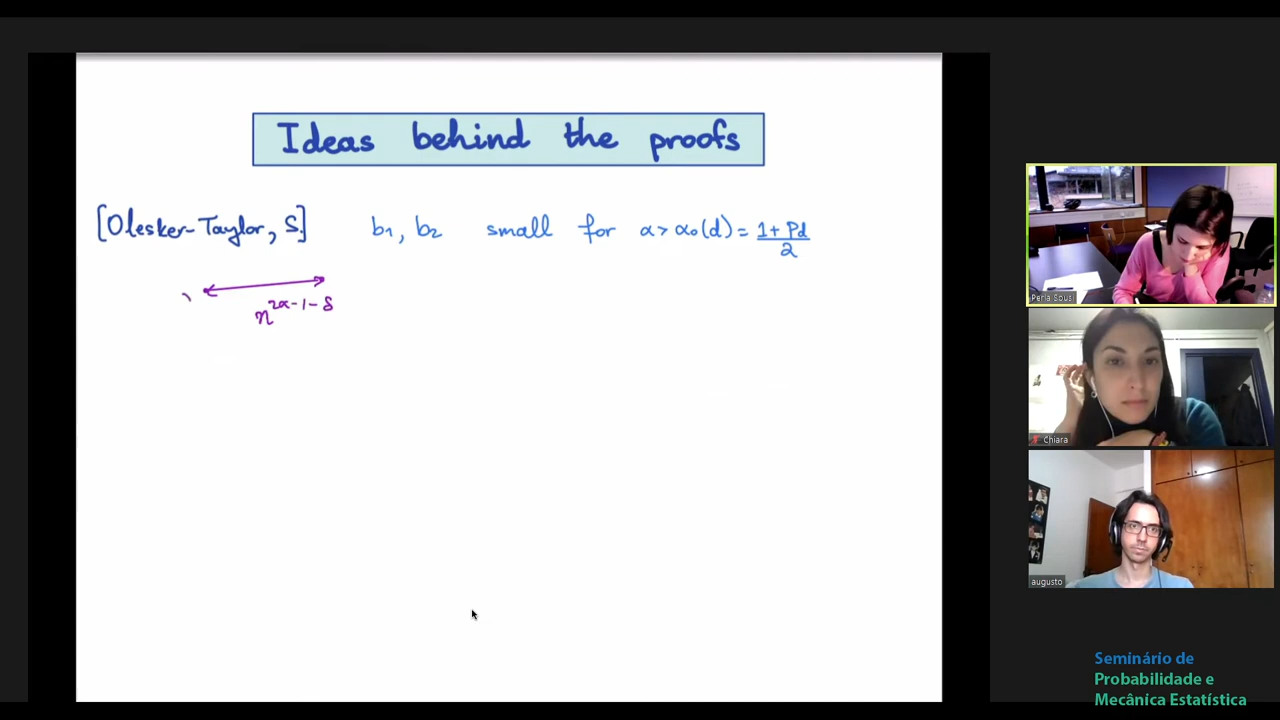 Ideas behind the proofs
[Olesker-Taylor, S.] b₁, b₂ small for α > α₀(d) = (1 + Pd)/2
n^{2α-1-δ}
Perla Sousi
Chiara
augusto
Seminário de
Probabilidade e
Mecânica Estatística